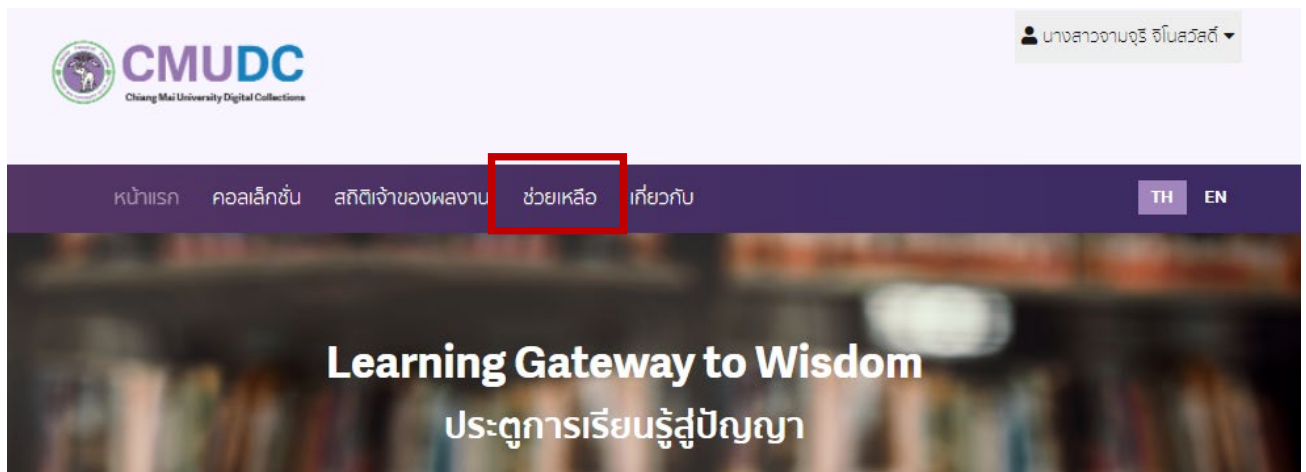 CMUDC
Chiang Mai University Digital Collections
นางสาวจามจุรี จิโนสวัสดิ์
หน้าแรก คอลเล็กชั่น สถิติเจ้าของผลงาน ช่วยเหลือ เกี่ยวกับ TH EN
Learning Gateway to Wisdom
ประตูการเรียนรู้สู่ปัญญา